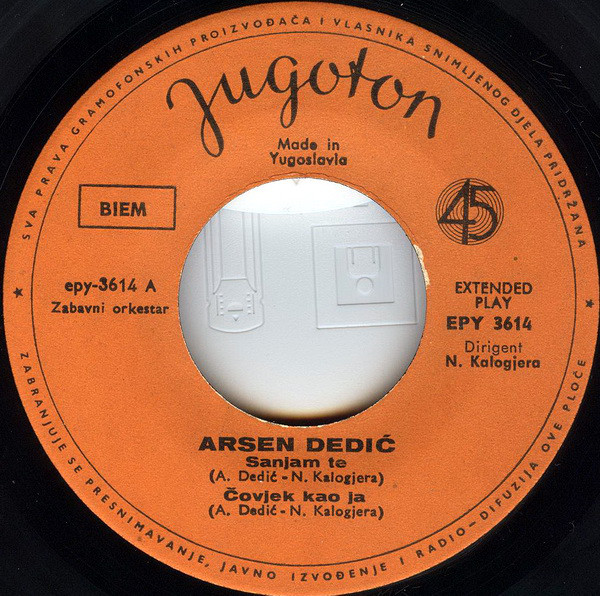 SVA PRAVA GRAMOFONSKIH PROIZVOĐAČA I VLASNIKA SNIMLJENOG DJELA PRIDRŽANA
Jugoton
Made in
Yugoslavia
BIEM
45
epy-3614 A
Zabavni orkestar
EXTENDED
PLAY
EPY 3614
Dirigent
N. Kalogjera
ARSEN DEDIĆ
Sanjam te
(A. Dedić - N. Kalogjera)
Čovjek kao ja
(A. Dedić - N. Kalogjera)
ZABRANJUJE SE PRESNIMAVANJE, JAVNO IZVOĐENJE I RADIO - DIFUZIJA OVE PLOČE